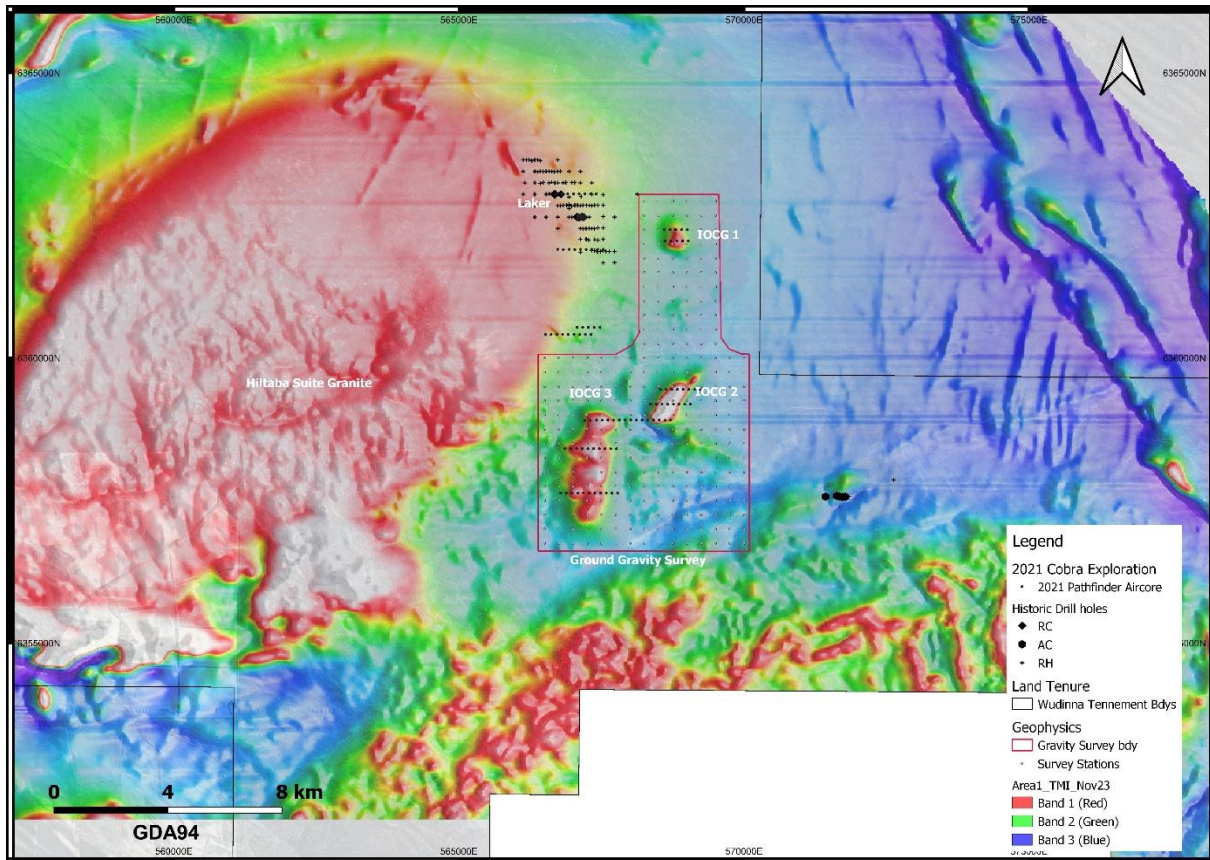 560000E
565000E
570000E
575000E
6365000N
6365000N
Laker
IOCG 1
6360000N
6360000N
Hiltaba Suite Granite
IOCG 3
IOCG 2
Ground Gravity Survey
6355000N
5000N
Legend
2021 Cobra Exploration
2021 Pathfinder Aircore
Historic Drill holes
RC
AC
RH
Land Tenure
Wudinna Tennement Bdys
Geophysics
Gravity Survey bdy
Survey Stations
Area1_TMI_Nov23
Band 1 (Red)
Band 2 (Green)
Band 3 (Blue)
0 4 8 km
GDA94
560000E
565000E
570000E
575000E